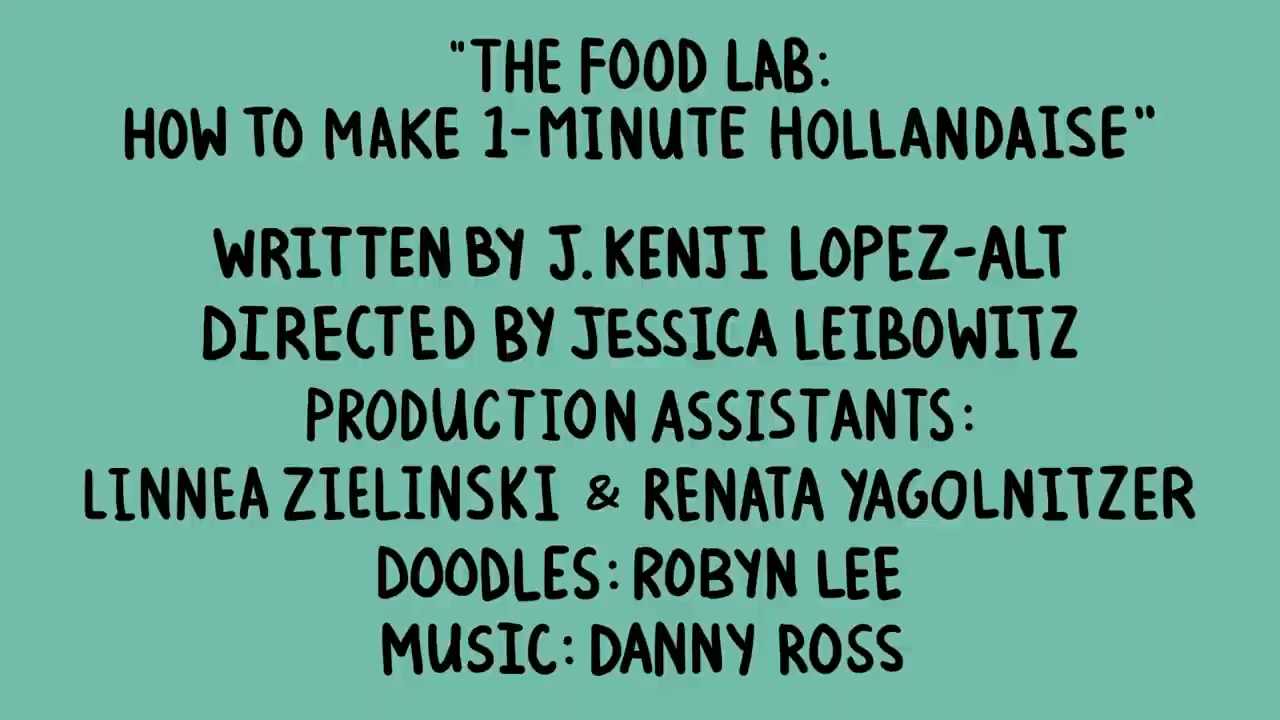 "THE FOOD LAB:
HOW TO MAKE 1-MINUTE HOLLANDAISE"
WRITTEN BY J. KENJI LOPEZ-ALT
DIRECTED BY JESSICA LEIBOWITZ
PRODUCTION ASSISTANTS:
LINNEA ZIELINSKI & RENATA YAGOLNITZER
DOODLES: ROBYN LEE
MUSIC: DANNY ROSS